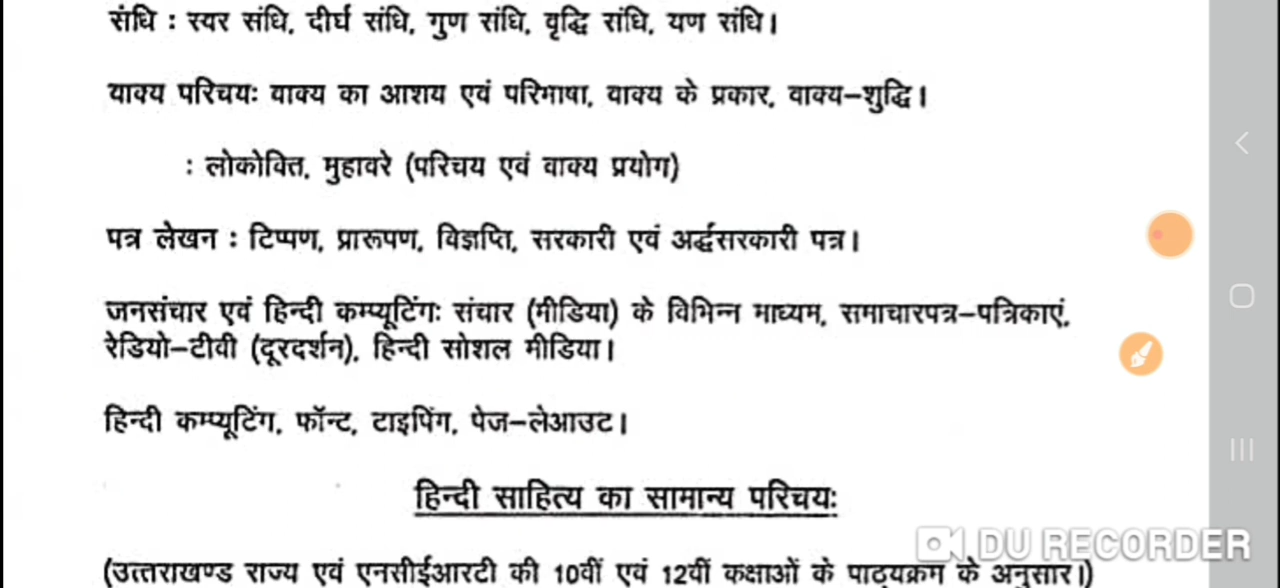 संधि : स्वर संधि, दीर्घ संधि, गुण संधि, वृद्धि संधि, यण संधि।
वाक्य परिचयः वाक्य का आशय एवं परिभाषा, वाक्य के प्रकार, वाक्य–शुद्धि।
: लोकोक्ति, मुहावरे (परिचय एवं वाक्य प्रयोग)
पत्र लेखन : टिप्पण, प्रारूपण, विज्ञप्ति, सरकारी एवं अर्द्धसरकारी पत्र।
जनसंचार एवं हिन्दी कम्प्यूटिंगः संचार (मीडिया) के विभिन्न माध्यम, समाचारपत्र–पत्रिकाएं,
रेडियो–टीवी (दूरदर्शन), हिन्दी सोशल मीडिया।
हिन्दी कम्प्यूटिंग, फॉन्ट, टाइपिंग, पेज–लेआउट।
हिन्दी साहित्य का सामान्य परिचयः
(उत्तराखण्ड राज्य एवं एनसीईआरटी की 10वीं एवं 12वीं कक्षाओं के पाठ्यक्रम के अनुसार।)
DU RECORDER